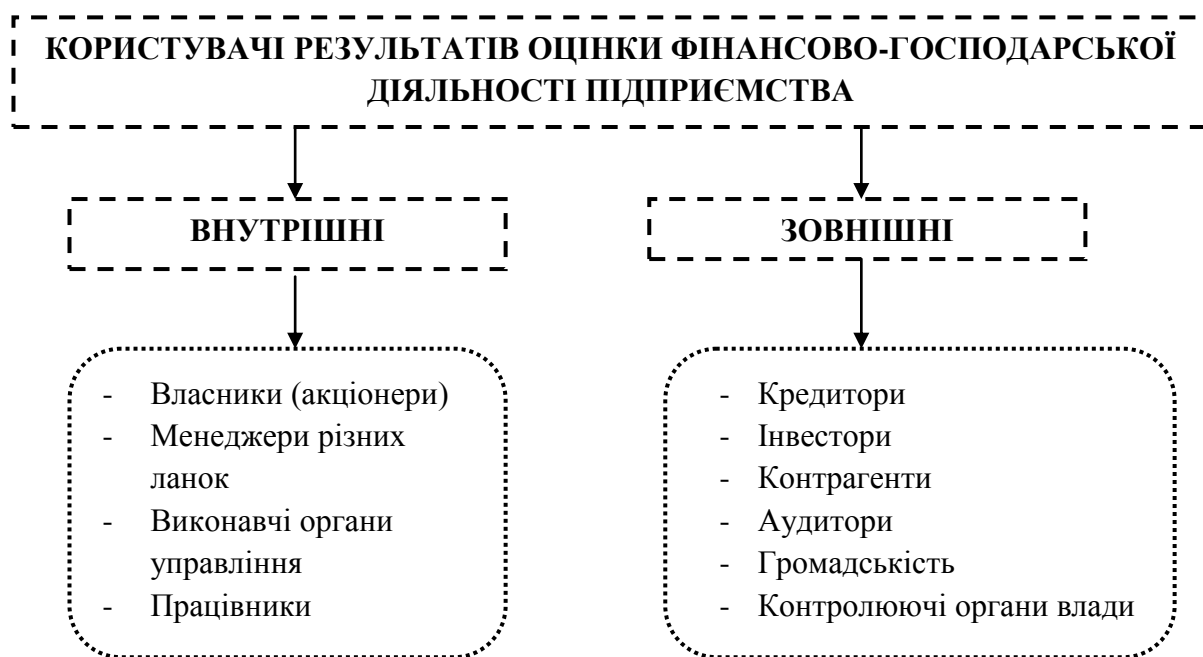 КОРИСТУВАЧІ РЕЗУЛЬТАТІВ ОЦІНКИ ФІНАНСОВО-ГОСПОДАРСЬКОЇ
ДІЯЛЬНОСТІ ПІДПРИЄМСТВА
ВНУТРІШНІ
- Власники (акціонери)
- Менеджери різних
ланок
- Виконавчі органи
управління
- Працівники
ЗОВНІШНІ
- Кредитори
- Інвестори
- Контрагенти
- Аудитори
- Громадськість
- Контролюючі органи влади